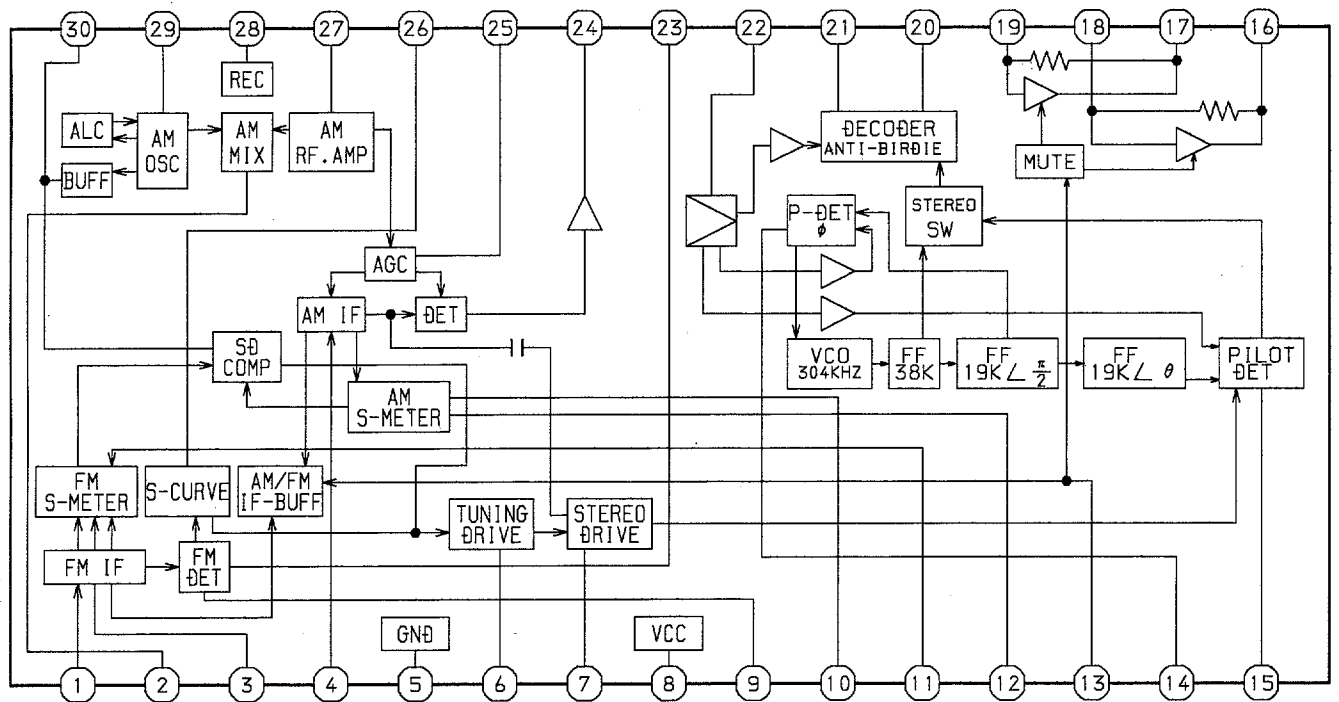 30 29 28 27 26 25 24 23 22 21 20 19 18 17 16
REC
ALC
AM
OSC
AM
MIX
AM
RF.AMP
BUFF
DECODER
ANTI-BIRDIE
MUTE
P-DET
φ
STEREO
SW
AGC
AM IF
DET
SD
COMP
AM
S-METER
VCO
304KHZ
FF
38K
FF
19K∠ π/2
FF
19K∠ θ
PILOT
DET
FM
S-METER
S-CURVE
AM/FM
IF-BUFF
TUNING
DRIVE
STEREO
DRIVE
FM IF
FM
DET
GND
VCC
1 2 3 4 5 6 7 8 9 10 11 12 13 14 15